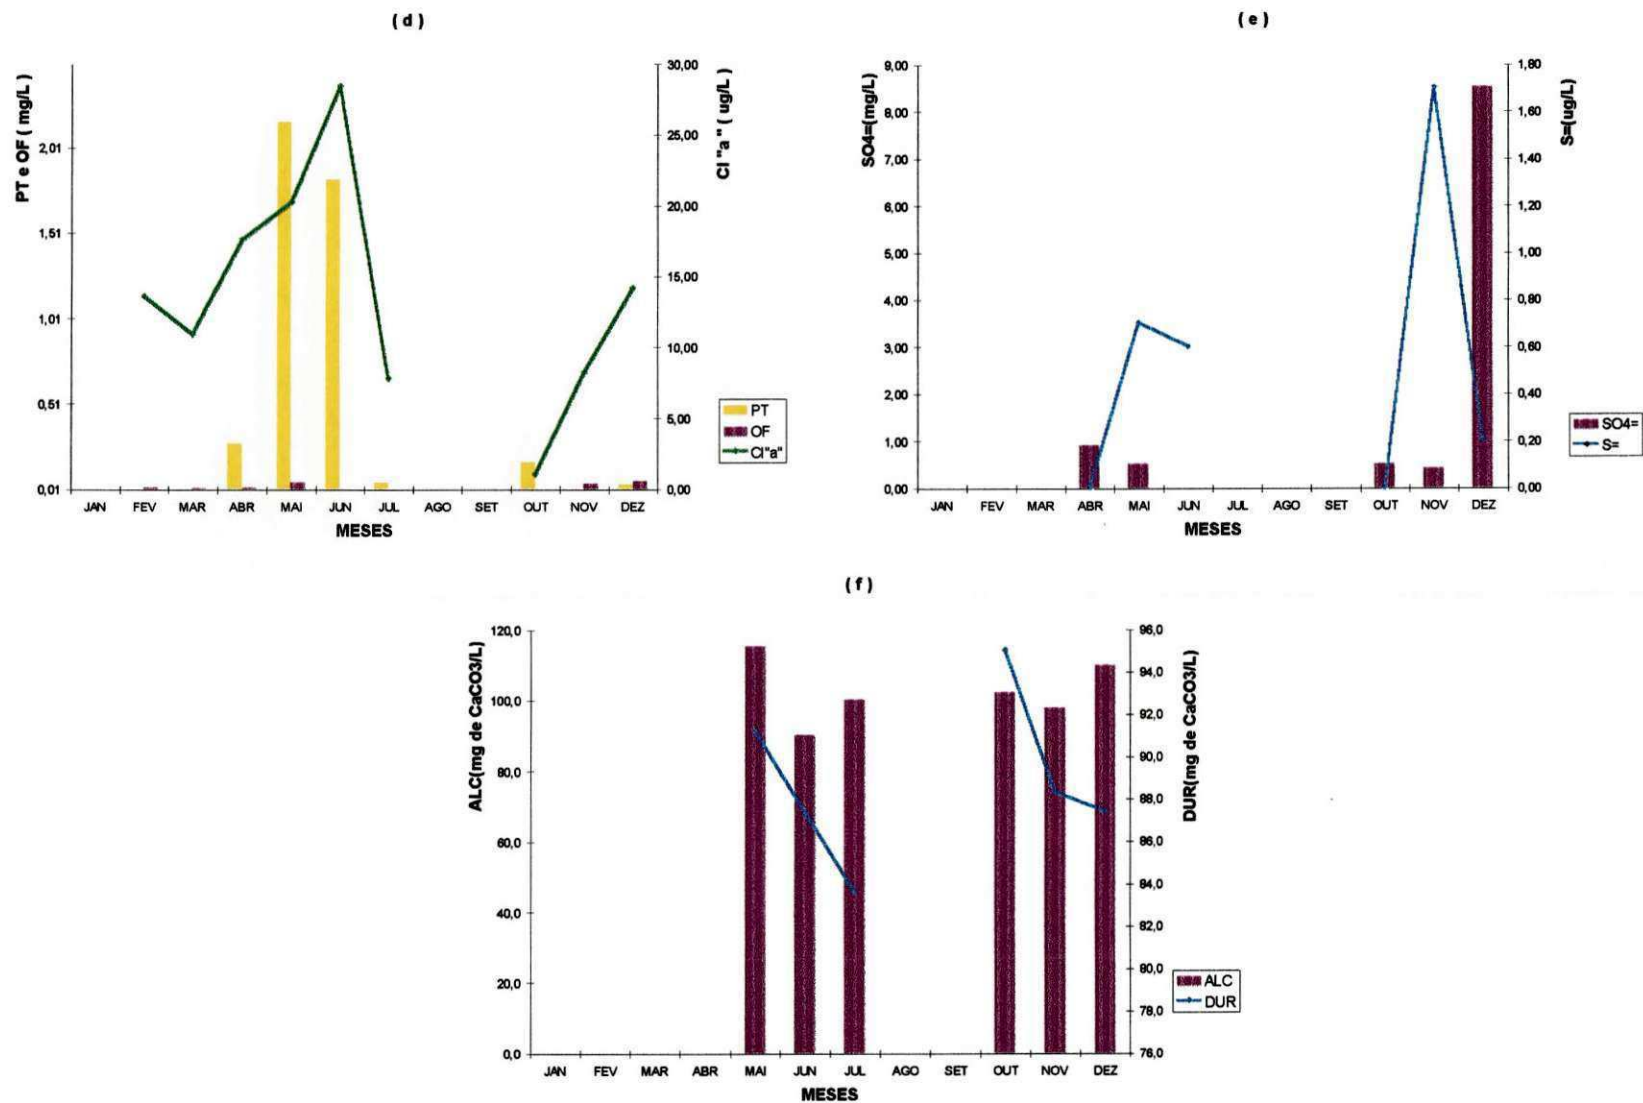 ( d )
PT e OF ( mg/L )
2,01
1,51
1,01
0,51
0,01
30,00
25,00
20,00
15,00
10,00
5,00
0,00
Cl "a" ( ug/L )
JAN FEV MAR ABR MAI JUN JUL AGO SET OUT NOV DEZ
MESES
PT
OF
Cl"a"
( e )
SO4=(mg/L)
9,00
8,00
7,00
6,00
5,00
4,00
3,00
2,00
1,00
0,00
1,80
1,60
1,40
1,20
1,00
0,80
0,60
0,40
0,20
0,00
S=(ug/L)
JAN FEV MAR ABR MAI JUN JUL AGO SET OUT NOV DEZ
MESES
SO4=
S=
( f )
ALC(mg de CaCO3/L)
120,0
100,0
80,0
60,0
40,0
20,0
0,0
96,0
94,0
92,0
90,0
88,0
86,0
84,0
82,0
80,0
78,0
76,0
DUR(mg de CaCO3/L)
JAN FEV MAR ABR MAI JUN JUL AGO SET OUT NOV DEZ
MESES
ALC
DUR